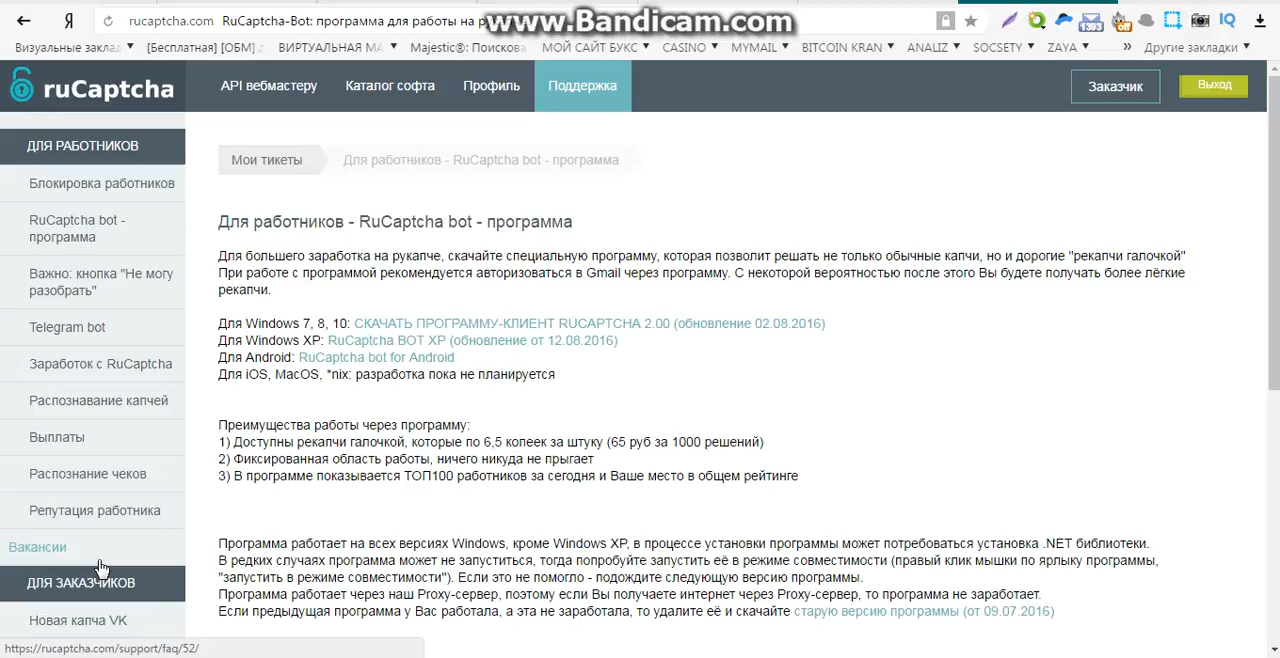 Я
rucaptcha.com RuCaptcha-Bot: программа для работы на р
www.Bandicam.com
1393
off
IQ
Визуальные заклад
[Бесплатная] [ОБМ]
ВИРТУАЛЬНАЯ МА
Majestic®: Поискова
МОЙ САЙТ БУКС
CASINO
MYMAIL
BITCOIN KRAN
ANALIZ
SOCSETY
ZAYA
»
Другие закладки
ruCaptcha
API вебмастеру
Каталог софта
Профиль
Поддержка
Заказчик
Выход
ДЛЯ РАБОТНИКОВ
Блокировка работников
RuCaptcha bot -
программа
Важно: кнопка "Не могу
разобрать"
Telegram bot
Заработок с RuCaptcha
Распознавание капчей
Выплаты
Распознание чеков
Репутация работника
Вакансии
ДЛЯ ЗАКАЗЧИКОВ
Новая капча VK
Мои тикеты
Для работников - RuCaptcha bot - программа
Для работников - RuCaptcha bot - программа
Для большего заработка на рукапче, скачайте специальную программу, которая позволит решать не только обычные капчи, но и дорогие "рекапчи галочкой"
При работе с программой рекомендуется авторизоваться в Gmail через программу. С некоторой вероятностью после этого Вы будете получать более лёгкие
рекапчи.
Для Windows 7, 8, 10: СКАЧАТЬ ПРОГРАММУ-КЛИЕНТ RUCAPTCHA 2.00 (обновление 02.08.2016)
Для Windows XP: RuCaptcha BOT XP (обновление от 12.08.2016)
Для Android: RuCaptcha bot for Android
Для iOS, MacOS, *nix: разработка пока не планируется
Преимущества работы через программу:
1) Доступны рекапчи галочкой, которые по 6,5 копеек за штуку (65 руб за 1000 решений)
2) Фиксированная область работы, ничего никуда не прыгает
3) В программе показывается ТОП100 работников за сегодня и Ваше место в общем рейтинге
Программа работает на всех версиях Windows, кроме Windows XP, в процессе установки программы может потребоваться установка .NET библиотеки.
В редких случаях программа может не запуститься, тогда попробуйте запустить её в режиме совместимости (правый клик мышки по ярлыку программы,
"запустить в режиме совместимости"). Если это не помогло - подождите следующую версию программы.
Программа работает через наш Proxy-сервер, поэтому если Вы получаете интернет через Proxy-сервер, то программа не заработает.
Если предыдущая программа у Вас работала, а эта не заработала, то удалите её и скачайте старую версию программы (от 09.07.2016)
https://rucaptcha.com/support/faq/52/